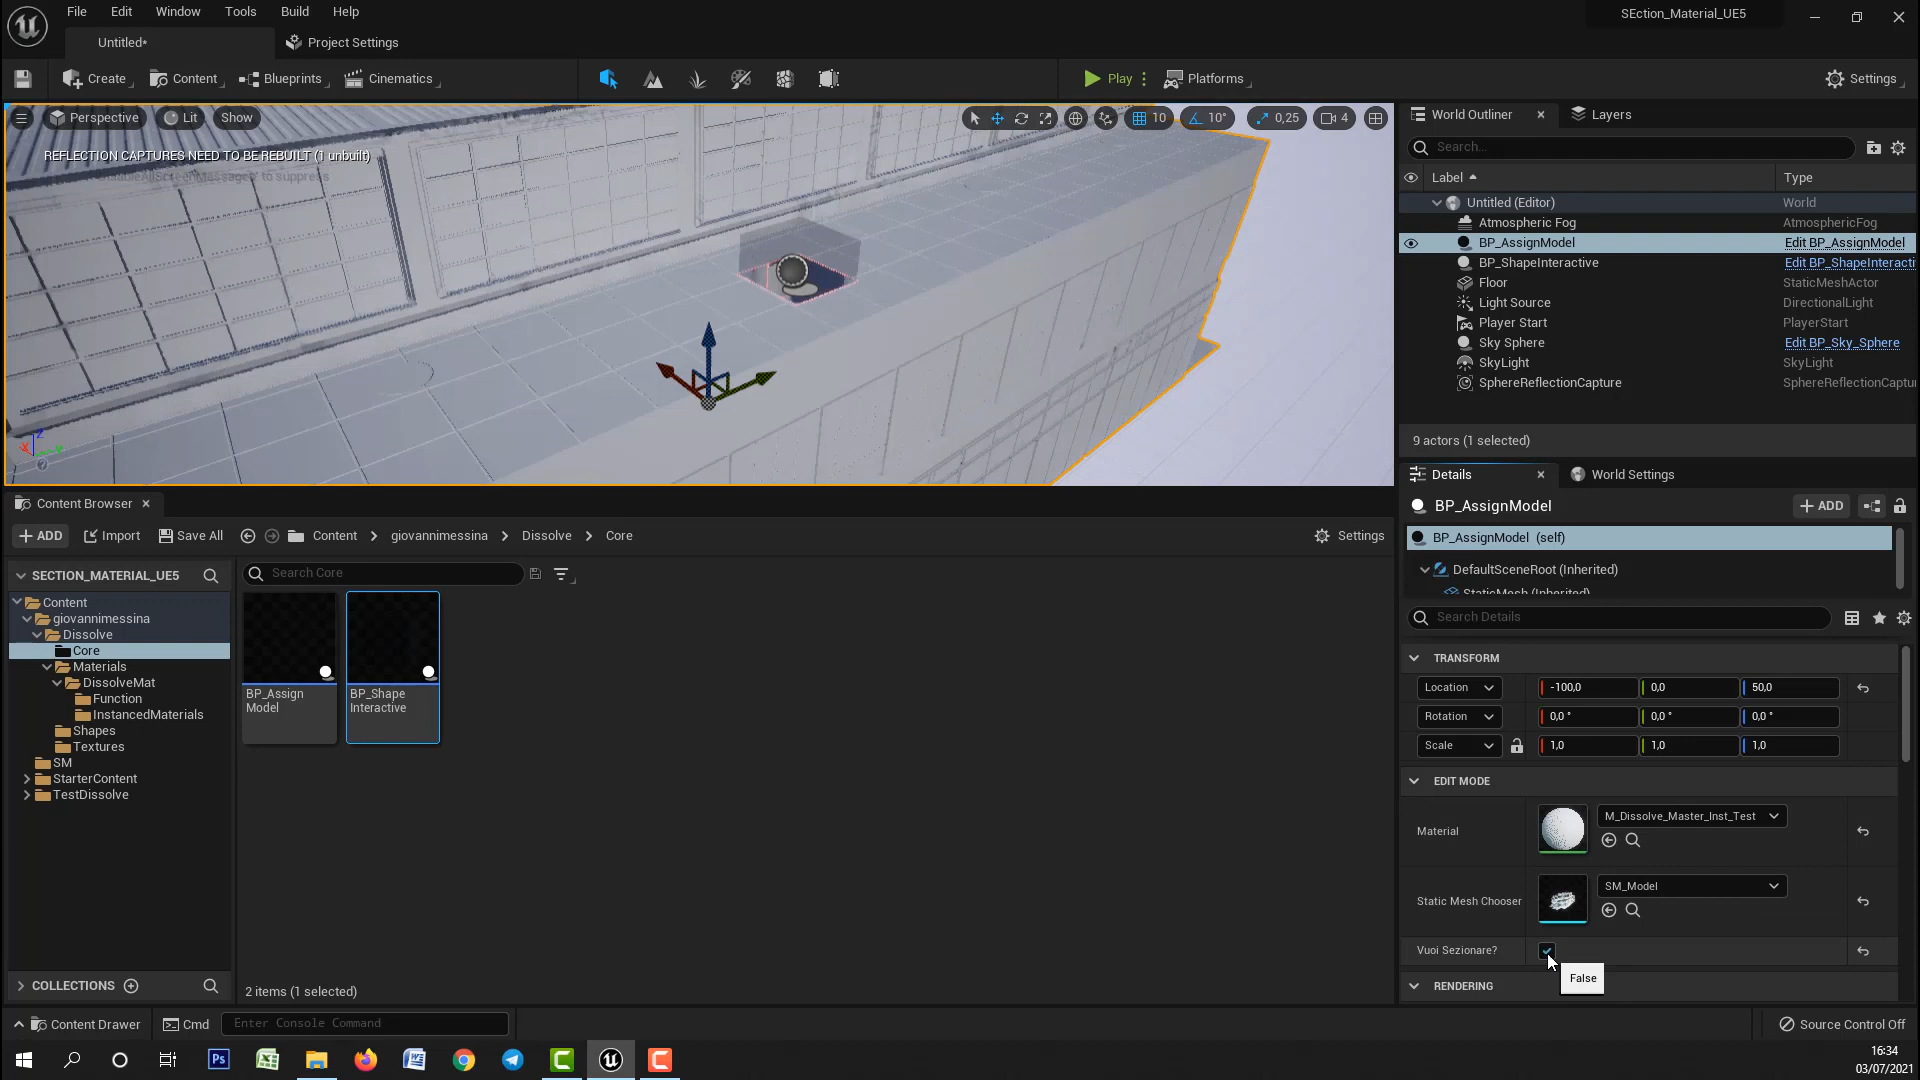 File Edit Window Tools Build Help
SEction_Material_UE5
Untitled*
Project Settings
Create Content Blueprints Cinematics Play Platforms Settings
Perspective Lit Show 10 10° 0,25 4
REFLECTION CAPTURES NEED TO BE REBUILT (1 unbuilt)
World Outliner Layers
Search...
Label Type
Untitled (Editor) World
Atmospheric Fog AtmosphericFog
BP_AssignModel Edit BP_AssignModel
BP_ShapeInteractive Edit BP_ShapeInteracti
Floor StaticMeshActor
Light Source DirectionalLight
Player Start PlayerStart
Sky Sphere Edit BP_Sky_Sphere
SkyLight SkyLight
SphereReflectionCapture SphereReflectionCaptu
9 actors (1 selected)
Details World Settings
BP_AssignModel
ADD
BP_AssignModel (self)
DefaultSceneRoot (Inherited)
StaticMesh (Inherited)
Search Details
TRANSFORM
Location -100,0 0,0 50,0
Rotation 0,0 ° 0,0 ° 0,0 °
Scale 1,0 1,0 1,0
EDIT MODE
Material M_Dissolve_Master_Inst_Test
Static Mesh Chooser SM_Model
Vuoi Sezionare?
False
RENDERING
Content Browser
ADD Import Save All Content giovannimessina Dissolve Core Settings
SECTION_MATERIAL_UE5
Search Core
Content
giovannimessina
Dissolve
Core
Materials
DissolveMat
Function
InstancedMaterials
Shapes
Textures
SM
StarterContent
TestDissolve
BP_Assign
Model
BP_Shape
Interactive
COLLECTIONS
2 items (1 selected)
Content Drawer Cmd Enter Console Command Source Control Off
Ps
16:34
03/07/2021